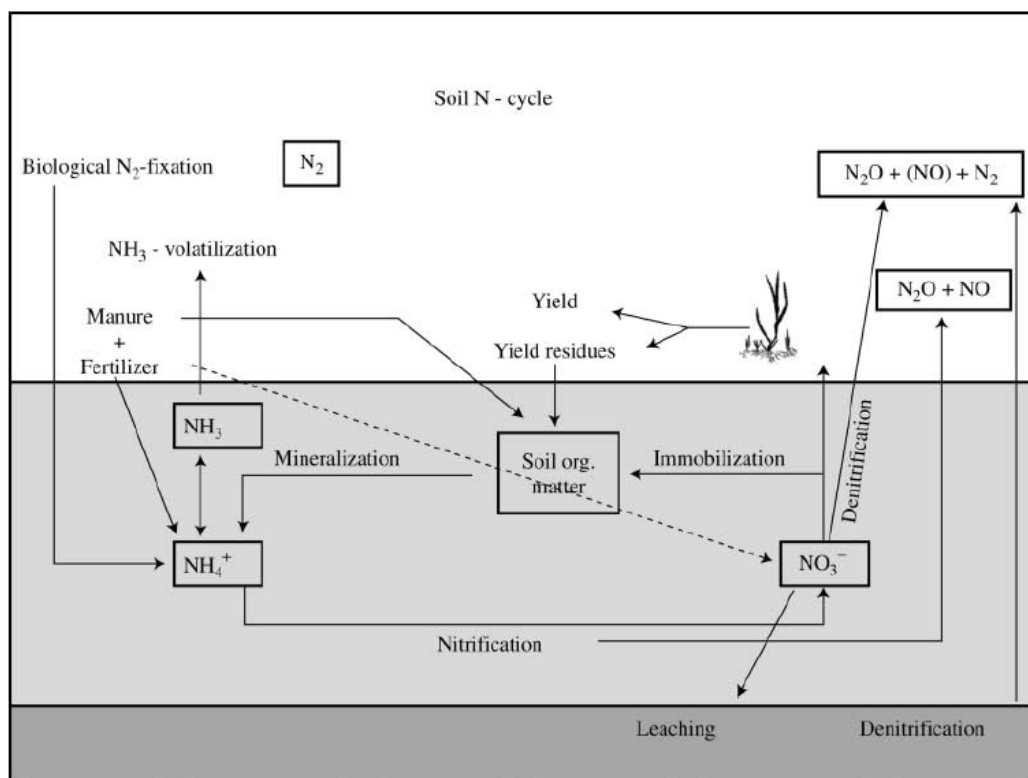 Soil N - cycle
Biological N₂-fixation
N₂
N₂O + (NO) + N₂
NH₃ - volatilization
N₂O + NO
Manure
+
Fertilizer
Yield
Yield residues
NH₃
Mineralization
Soil org.
matter
Immobilization
Denitrification
NH₄⁺
NO₃⁻
Nitrification
Leaching
Denitrification